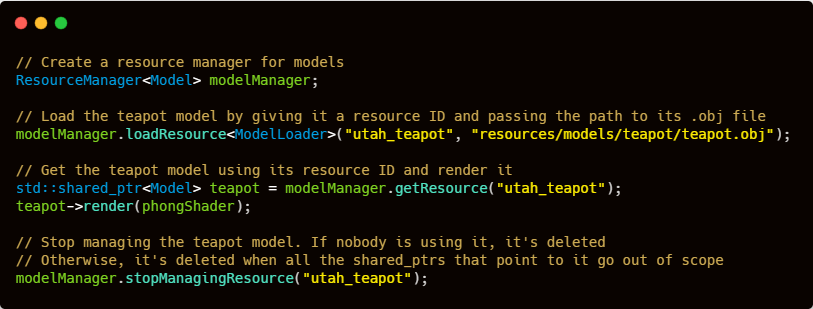 // Create a resource manager for models
ResourceManager<Model> modelManager;
// Load the teapot model by giving it a resource ID and passing the path to its .obj file
modelManager.loadResource<ModelLoader>("utah_teapot", "resources/models/teapot/teapot.obj");
// Get the teapot model using its resource ID and render it
std::shared_ptr<Model> teapot = modelManager.getResource("utah_teapot");
teapot->render(phongShader);
// Stop managing the teapot model. If nobody is using it, it's deleted
// Otherwise, it's deleted when all the shared_ptrs that point to it go out of scope
modelManager.stopManagingResource("utah_teapot");